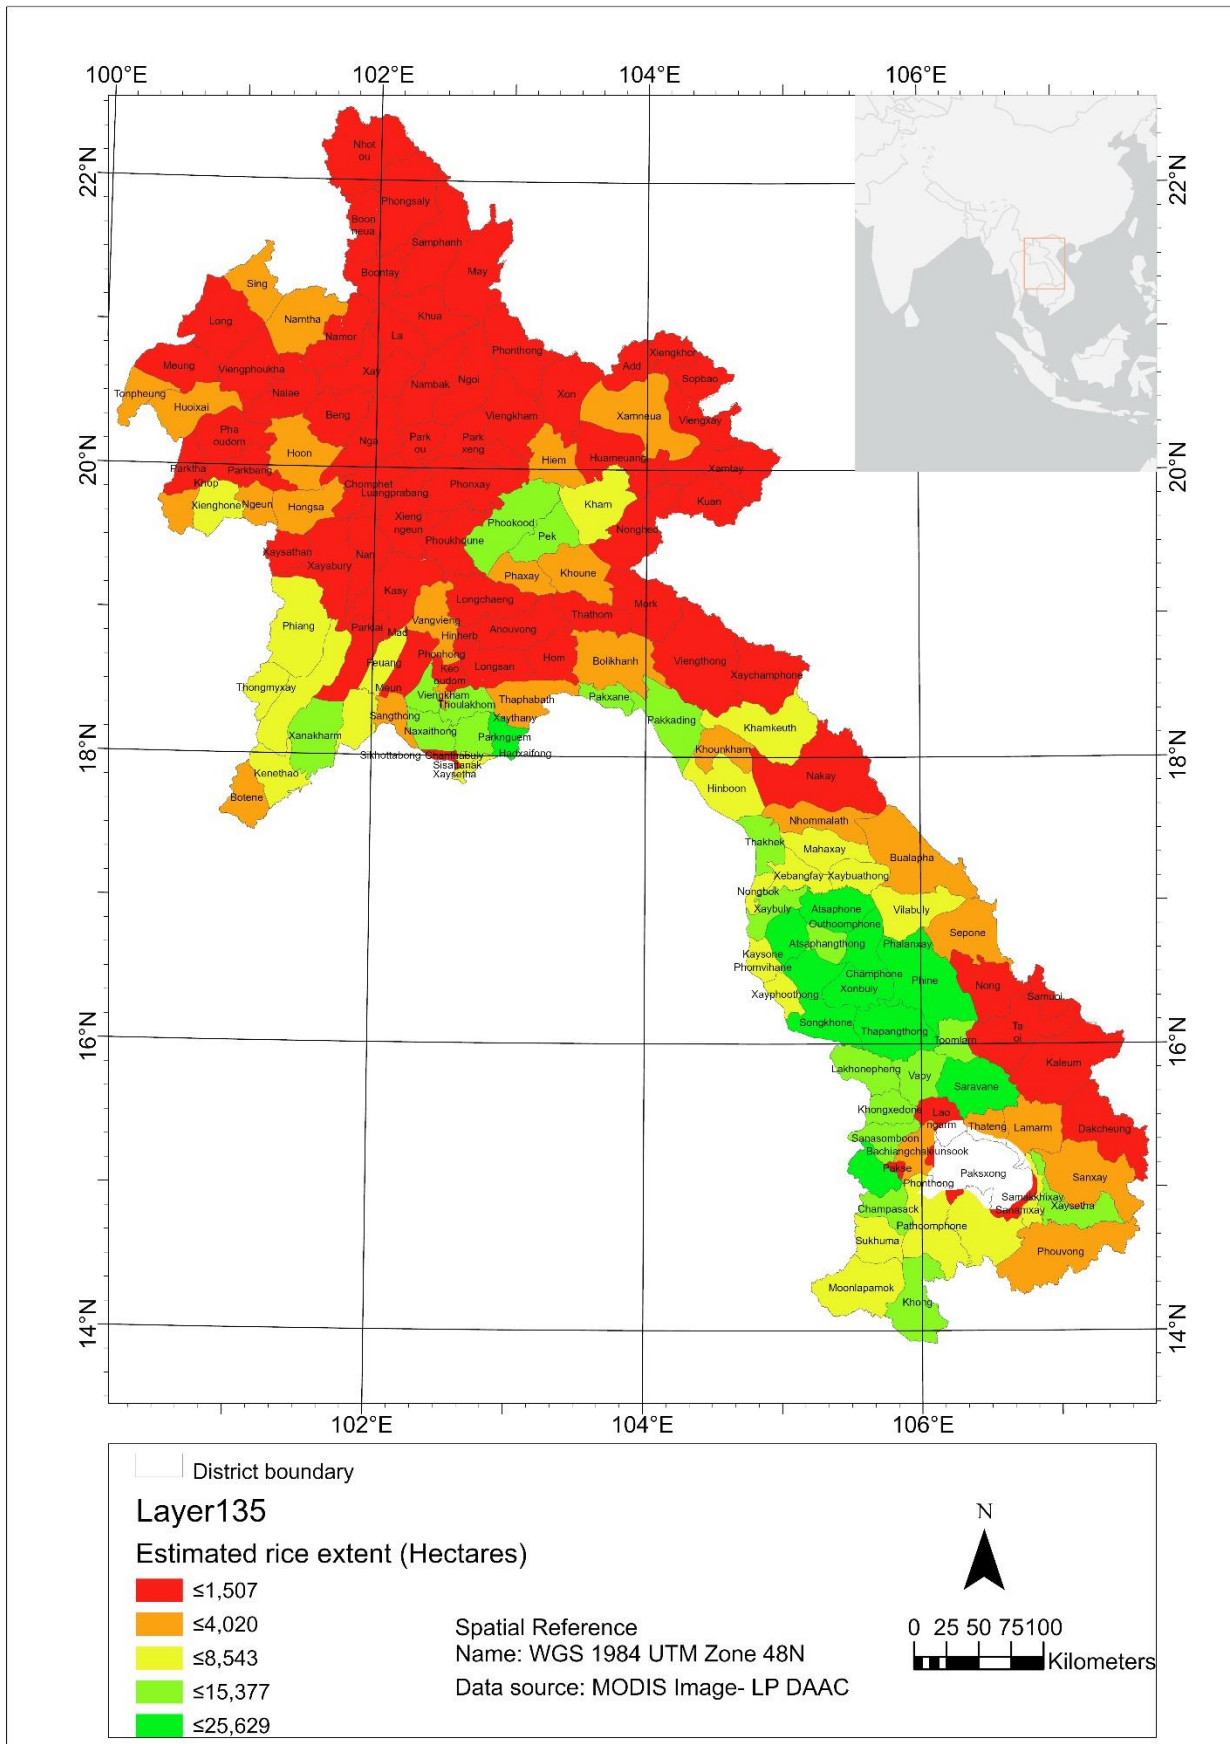 100°E
102°E
104°E
106°E
22°N
22°N
20°N
20°N
18°N
18°N
16°N
16°N
14°N
14°N
Nhot
ou
Phongsaly
Boon
neua
Samphanh
Boontay
May
Sing
Long
Namtha
Khua
Namor
La
Phonthong
Xiengkhor
Add
Sopbao
Meung
Viengphoukha
Xay
Nambak
Ngoi
Xon
Tonpheung
Huoixai
Nalae
Beng
Viengkham
Xamneua
Viengxay
Pha
oudom
Nga
Park
ou
Park
xeng
Hoon
Hiem
Huameuang
Xamtay
Parktha
Parkbang
Khop
Chomphet
Luangprabang
Phonxay
Xienghone
Ngeun
Hongsa
Kham
Kuan
Xieng
ngeun
Phookood
Pek
Nonghed
Phoukhoune
Xaysathan
Nan
Xayabury
Phaxay
Khoune
Kasy
Longchaeng
Mork
Thathom
Phiang
Parklai
Mad
Vangvieng
Hinherb
Anouvong
Phonhong
Feuang
Keo
oudom
Longsan
Hom
Bolikhanh
Viengthong
Xaychamphone
Thongmyxay
Meun
Viengkham
Thoulakhom
Thaphabath
Pakxane
Sangthong
Xaythany
Pakkading
Xanakharm
Naxaithong
Parknguem
Khamkeuth
Sikhottabong
Chanthabuly
Hadxaifong
Khounkham
Sisattanak
Xaysetha
Kenethao
Nakay
Botene
Hinboon
Nhommalath
Thakhek
Mahaxay
Bualapha
Xebangfay
Xaybuathong
Nongbok
Xaybuly
Atsaphone
Vilabuly
Outhoomphone
Sepone
Atsaphangthong
Phalanxay
Kaysone
Phomvihane
Champhone
Phine
Nong
Xonbuly
Samuoi
Xayphoothong
Songkhone
Thapangthong
Ta
oi
Toomlarn
Kaleum
Lakhonepheng
Vapy
Saravane
Khongxedone
Lao
ngarm
Thateng
Lamarm
Dakcheung
Sanasomboon
Bachiangchaleunsook
Pakse
Paksxong
Sanxay
Phonthong
Samakkhixay
Xaysetha
Champasack
Sanamxay
Pathoomphone
Sukhuma
Phouvong
Moonlapamok
Khong
102°E
104°E
106°E
District boundary
Layer135
Estimated rice extent (Hectares)
≤1,507
≤4,020
≤8,543
≤15,377
≤25,629
Spatial Reference
Name: WGS 1984 UTM Zone 48N
Data source: MODIS Image- LP DAAC
N
0 25 50 75100
Kilometers